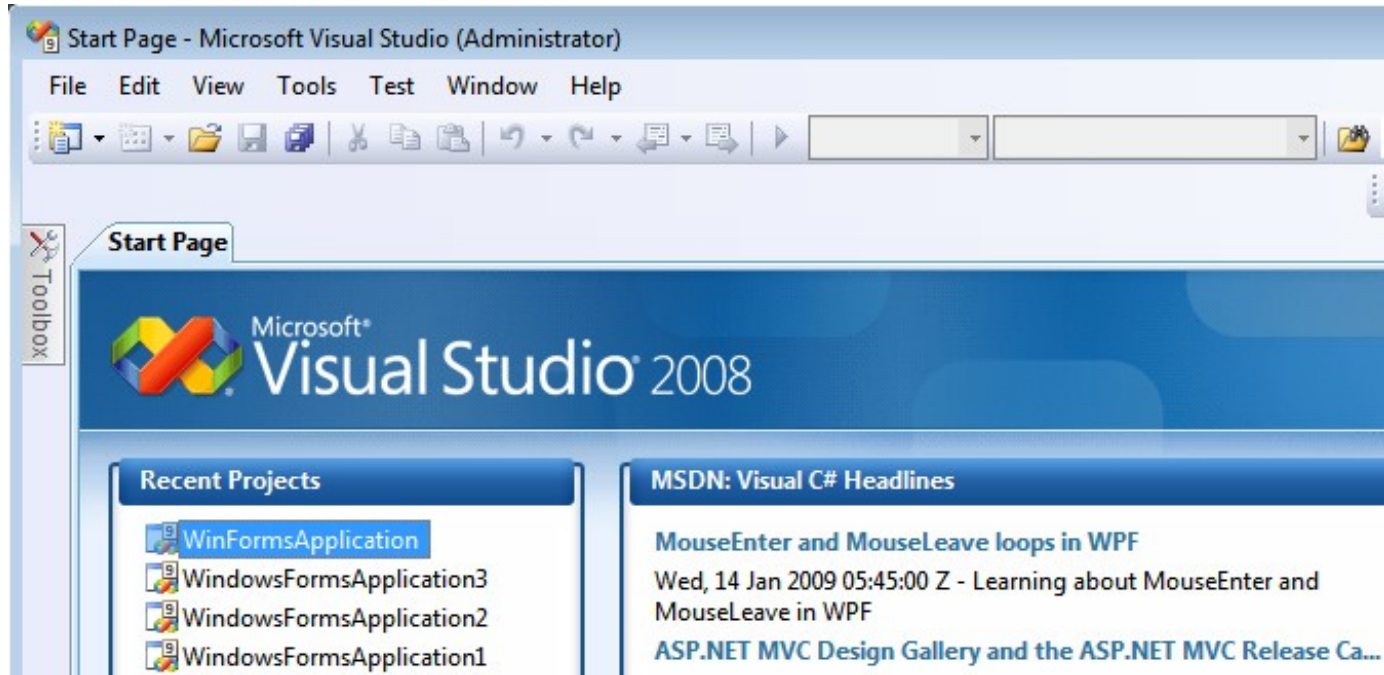 Start Page - Microsoft Visual Studio (Administrator)
File Edit View Tools Test Window Help
Toolbox
Start Page
Microsoft®
Visual Studio® 2008
Recent Projects
WinFormsApplication
WindowsFormsApplication3
WindowsFormsApplication2
WindowsFormsApplication1
MSDN: Visual C# Headlines
MouseEnter and MouseLeave loops in WPF
Wed, 14 Jan 2009 05:45:00 Z - Learning about MouseEnter and
MouseLeave in WPF
ASP.NET MVC Design Gallery and the ASP.NET MVC Release Ca...